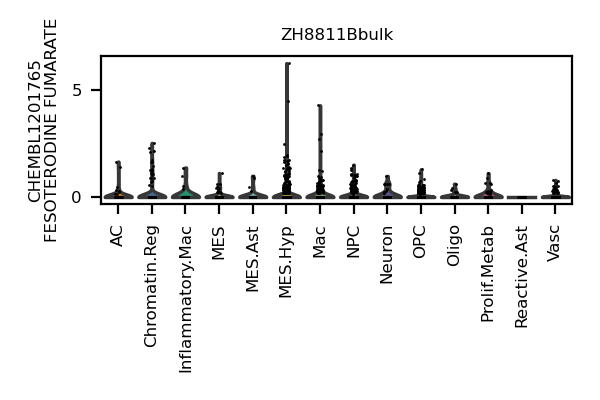 ZH8811Bbulk
CHEMBL1201765
FESOTERODINE FUMARATE
5
0
AC
Chromatin.Reg
Inflammatory.Mac
MES
MES.Ast
MES.Hyp
Mac
NPC
Neuron
OPC
Oligo
Prolif.Metab
Reactive.Ast
Vasc